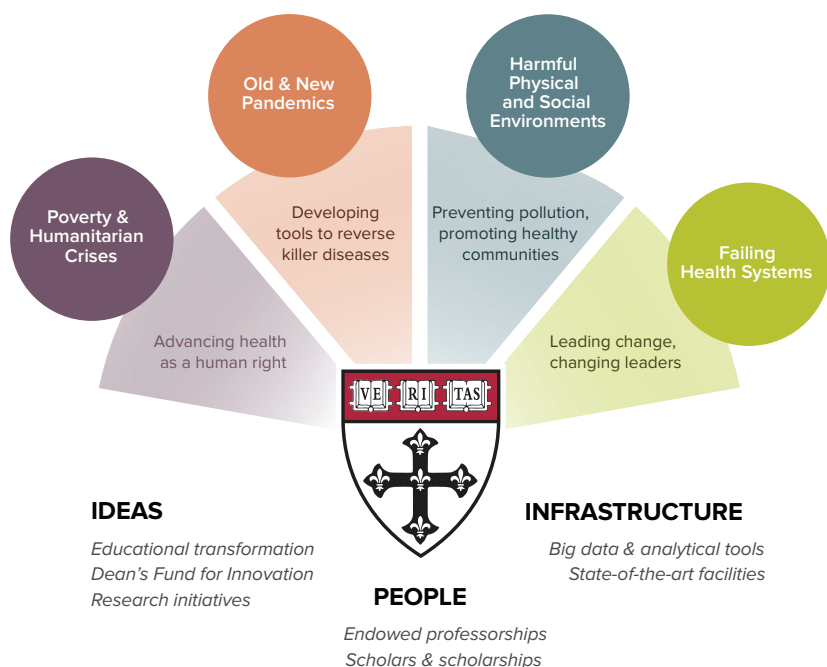 Old & New
Pandemics
Harmful
Physical
and Social
Environments
Poverty &
Humanitarian
Crises
Failing
Health Systems
Developing
tools to reverse
killer diseases
Preventing pollution,
promoting healthy
communities
Advancing health
as a human right
Leading change,
changing leaders
VE RI TAS
IDEAS
Educational transformation
Dean’s Fund for Innovation
Research initiatives
PEOPLE
Endowed professorships
Scholars & scholarships
INFRASTRUCTURE
Big data & analytical tools
State-of-the-art facilities